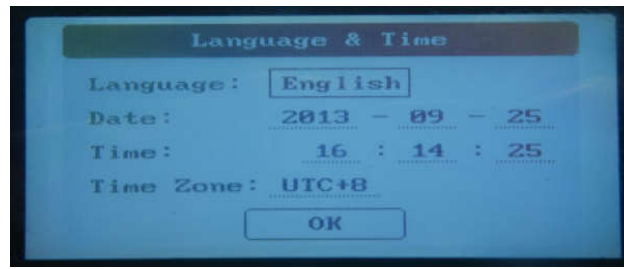 Language & Time
Language: English
Date: 2013 - 09 - 25
Time: 16 : 14 : 25
Time Zone: UTC+8
OK